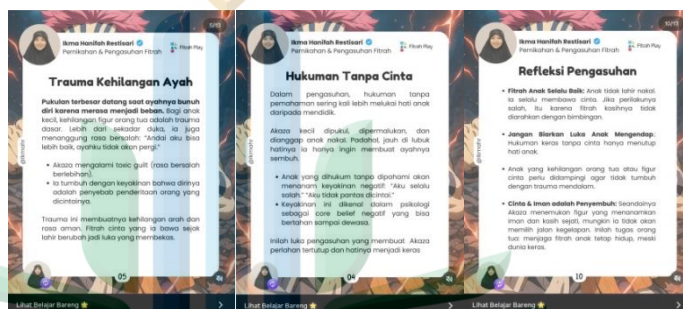 5/13
Ikma Hanifah Restisari
Pernikahan & Pengasuhan Fitrah
Fitrah Play
Trauma Kehilangan Ayah
Pukulan terbesar datang saat ayahnya bunuh
diri karena merasa menjadi beban. Bagi anak
kecil, kehilangan figur orang tua adalah trauma
dasar. Lebih dari sekadar duka, ia juga
menanggung rasa bersalah: "Andai aku bisa
lebih baik, ayahku tidak akan pergi."
• Akaza mengalami toxic guilt (rasa bersalah
berlebihan).
• Ia tumbuh dengan keyakinan bahwa dirinya
adalah penyebab penderitaan orang yang
dicintainya.
Trauma ini membuatnya kehilangan arah dan
rasa aman. Fitrah cinta yang ia bawa sejak
lahir berubah jadi luka yang membekas.
05
Lihat Belajar Bareng
Ikma Hanifah Restisari
Pernikahan & Pengasuhan Fitrah
Fitrah Play
Hukuman Tanpa Cinta
Dalam pengasuhan, hukuman tanpa
pemahaman sering kali lebih melukai hati anak
daripada mendidik.
Akaza kecil dipukul, dipermalukan, dan
dianggap anak nakal. Padahal, jauh di lubuk
hatinya ia hanya ingin membuat ayahnya
sembuh.
• Anak yang dihukum tanpa dipahami akan
menanam keyakinan negatif: "Aku selalu
salah." "Aku tidak pantas dicintai."
• Keyakinan ini dikenal dalam psikologi
sebagai core belief negatif yang bisa
bertahan sampai dewasa.
Inilah luka pengasuhan yang membuat Akaza
perlahan tertutup dan hatinya menjadi keras
04
Lihat Belajar Bareng
10/13
Ikma Hanifah Restisari
Pernikahan & Pengasuhan Fitrah
Fitrah Play
Refleksi Pengasuhan
• Fitrah Anak Selalu Baik: Anak tidak lahir nakal.
Ia selalu membawa cinta. Jika perilakunya
salah, itu karena fitrah kasihnya tidak
diarahkan dengan bimbingan.
• Jangan Biarkan Luka Anak Mengendap:
Hukuman keras tanpa cinta hanya menutup
hati anak.
• Anak yang kehilangan orang tua atau figur
cinta perlu didampingi agar tidak tumbuh
dengan trauma mendalam.
• Cinta & Iman adalah Penyembuh: Seandainya
Akaza menemukan figur yang menanamkan
iman dan kasih sejati, mungkin ia tidak akan
memilih jalan kegelapan. Inilah tugas orang
tua: menjaga fitrah anak tetap hidup, meski
dunia keras.
10
Lihat Belajar Bareng